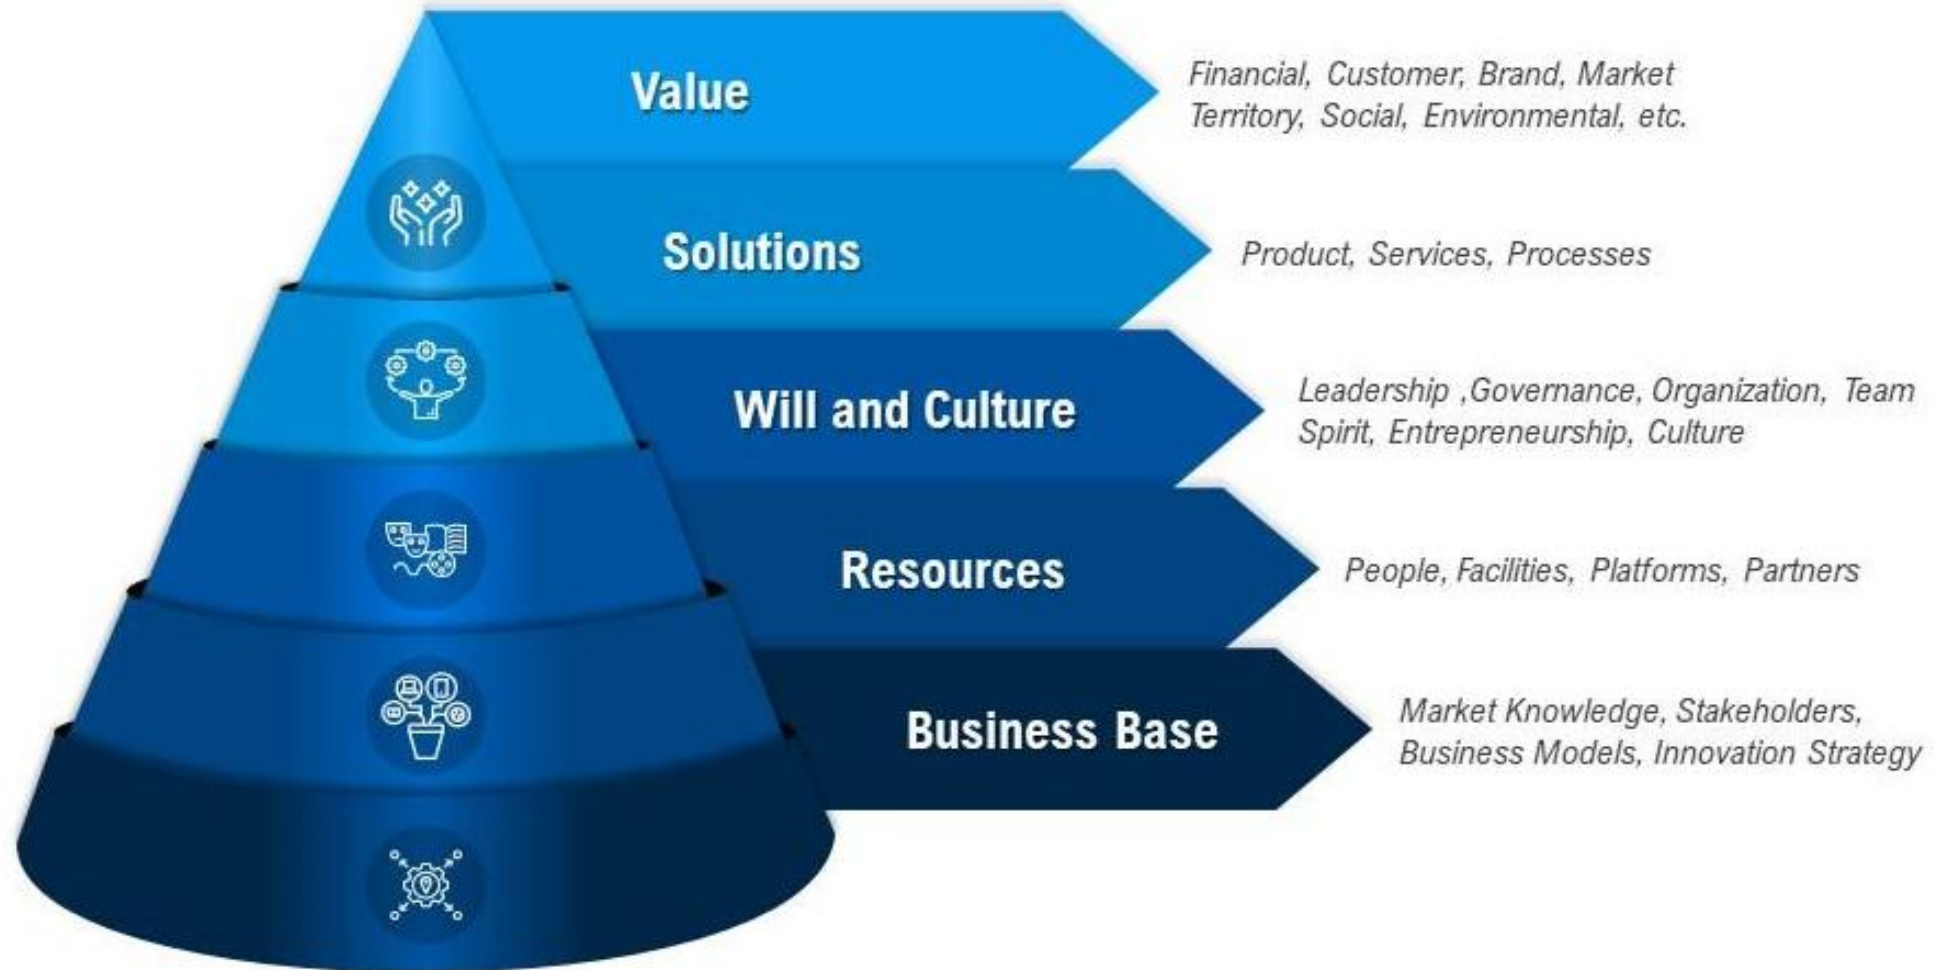 Value
Financial, Customer, Brand, Market
Territory, Social, Environmental, etc.
Solutions
Product, Services, Processes
Will and Culture
Leadership ,Governance, Organization, Team
Spirit, Entrepreneurship, Culture
Resources
People, Facilities, Platforms, Partners
Business Base
Market Knowledge, Stakeholders,
Business Models, Innovation Strategy